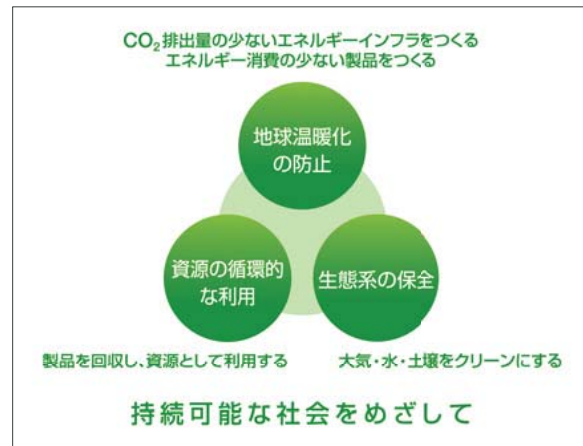 CO₂排出量の少ないエネルギーインフラをつくる
エネルギー消費の少ない製品をつくる
地球温暖化
の防止
資源の循環的
な利用
生態系の保全
製品を回収し、資源として利用する
大気・水・土壌をクリーンにする
持続可能な社会をめざして